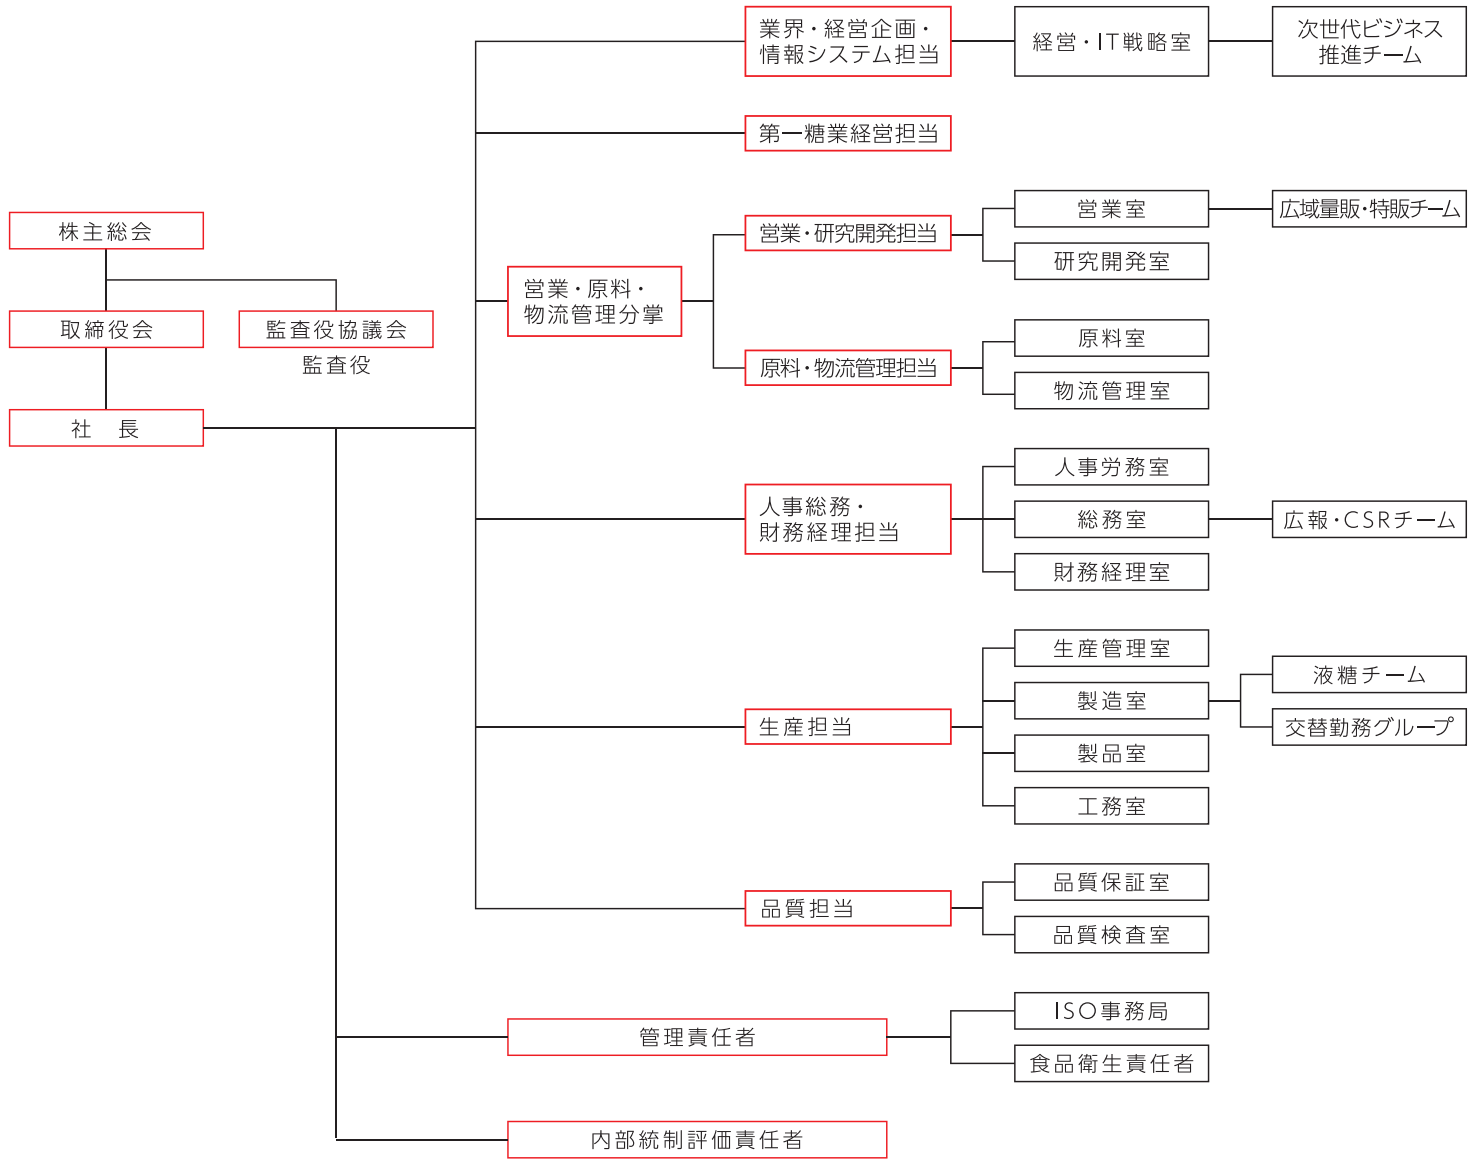 株主総会
取締役会
監査役協議会
監査役
社　長
業界・経営企画・
情報システム担当
経営・IT戦略室
次世代ビジネス
推進チーム
第一糖業経営担当
営業・原料・
物流管理分掌
営業・研究開発担当
営業室
広域量販・特販チーム
研究開発室
原料・物流管理担当
原料室
物流管理室
人事総務・
財務経理担当
人事労務室
総務室
広報・CSRチーム
財務経理室
生産担当
生産管理室
製造室
液糖チーム
交替勤務グループ
製品室
工務室
品質担当
品質保証室
品質検査室
管理責任者
ISO事務局
食品衛生責任者
内部統制評価責任者